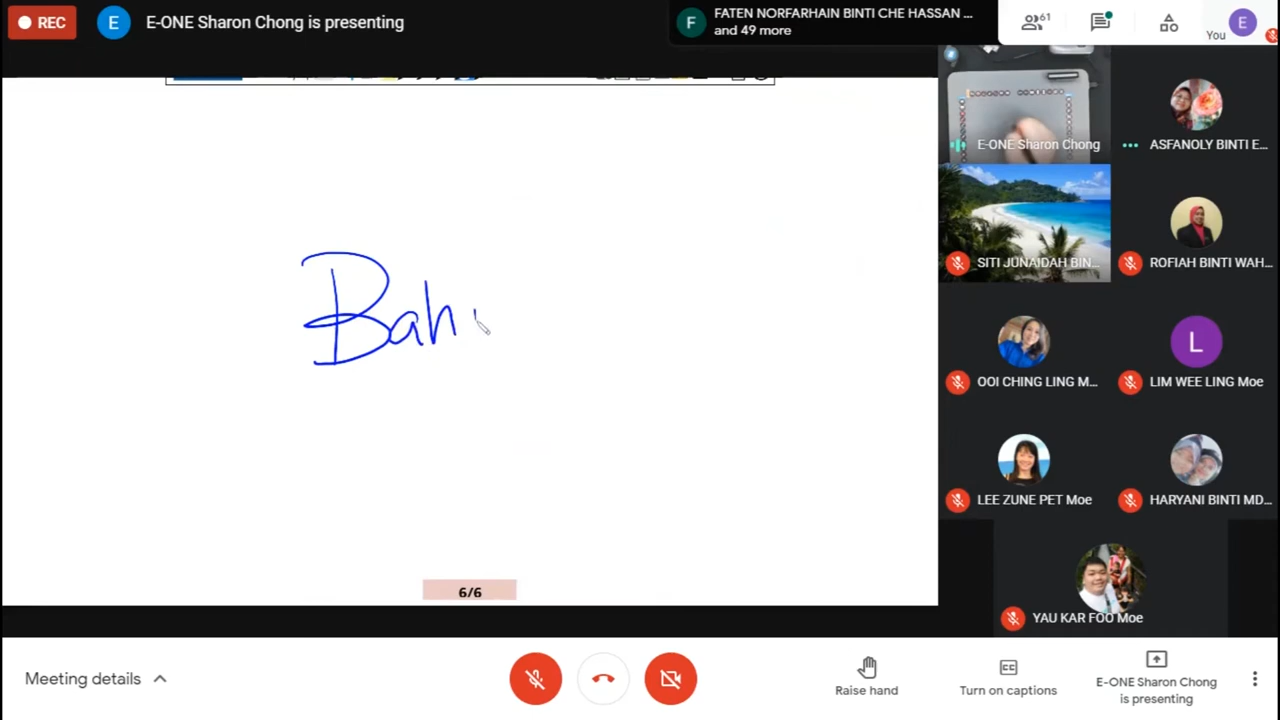 REC
E
E-ONE Sharon Chong is presenting
F
FATEN NORFARHAIN BINTI CHE HASSAN ...
and 49 more
61
You
E
E-ONE Sharon Chong
ASFANOLY BINTI E...
SITI JUNAIDAH BIN...
ROFIAH BINTI WAH...
Bah
OOI CHING LING M...
L
LIM WEE LING Moe
LEE ZUNE PET Moe
HARYANI BINTI MD...
6/6
YAU KAR FOO Moe
Meeting details
Raise hand
CC
Turn on captions
E-ONE Sharon Chong
is presenting